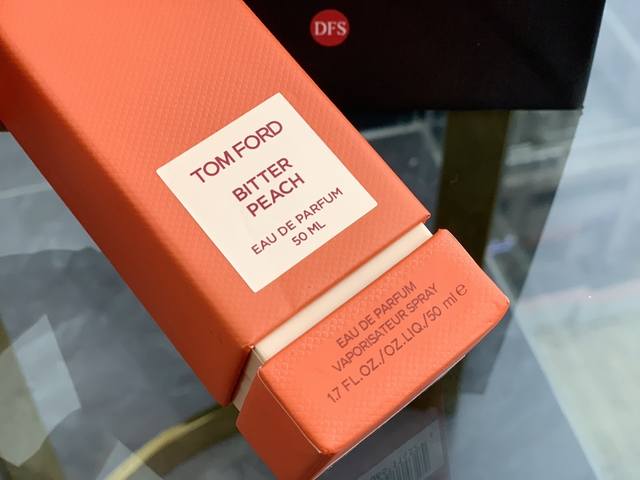 DFS
TOM FORD
BITTER
PEACH
EAU DE PARFUM
50 ML
EAU DE PARFUM
VAPORISATEUR SPRAY
1.7 FL.OZ./OZ.LIQ./50 ml ℮